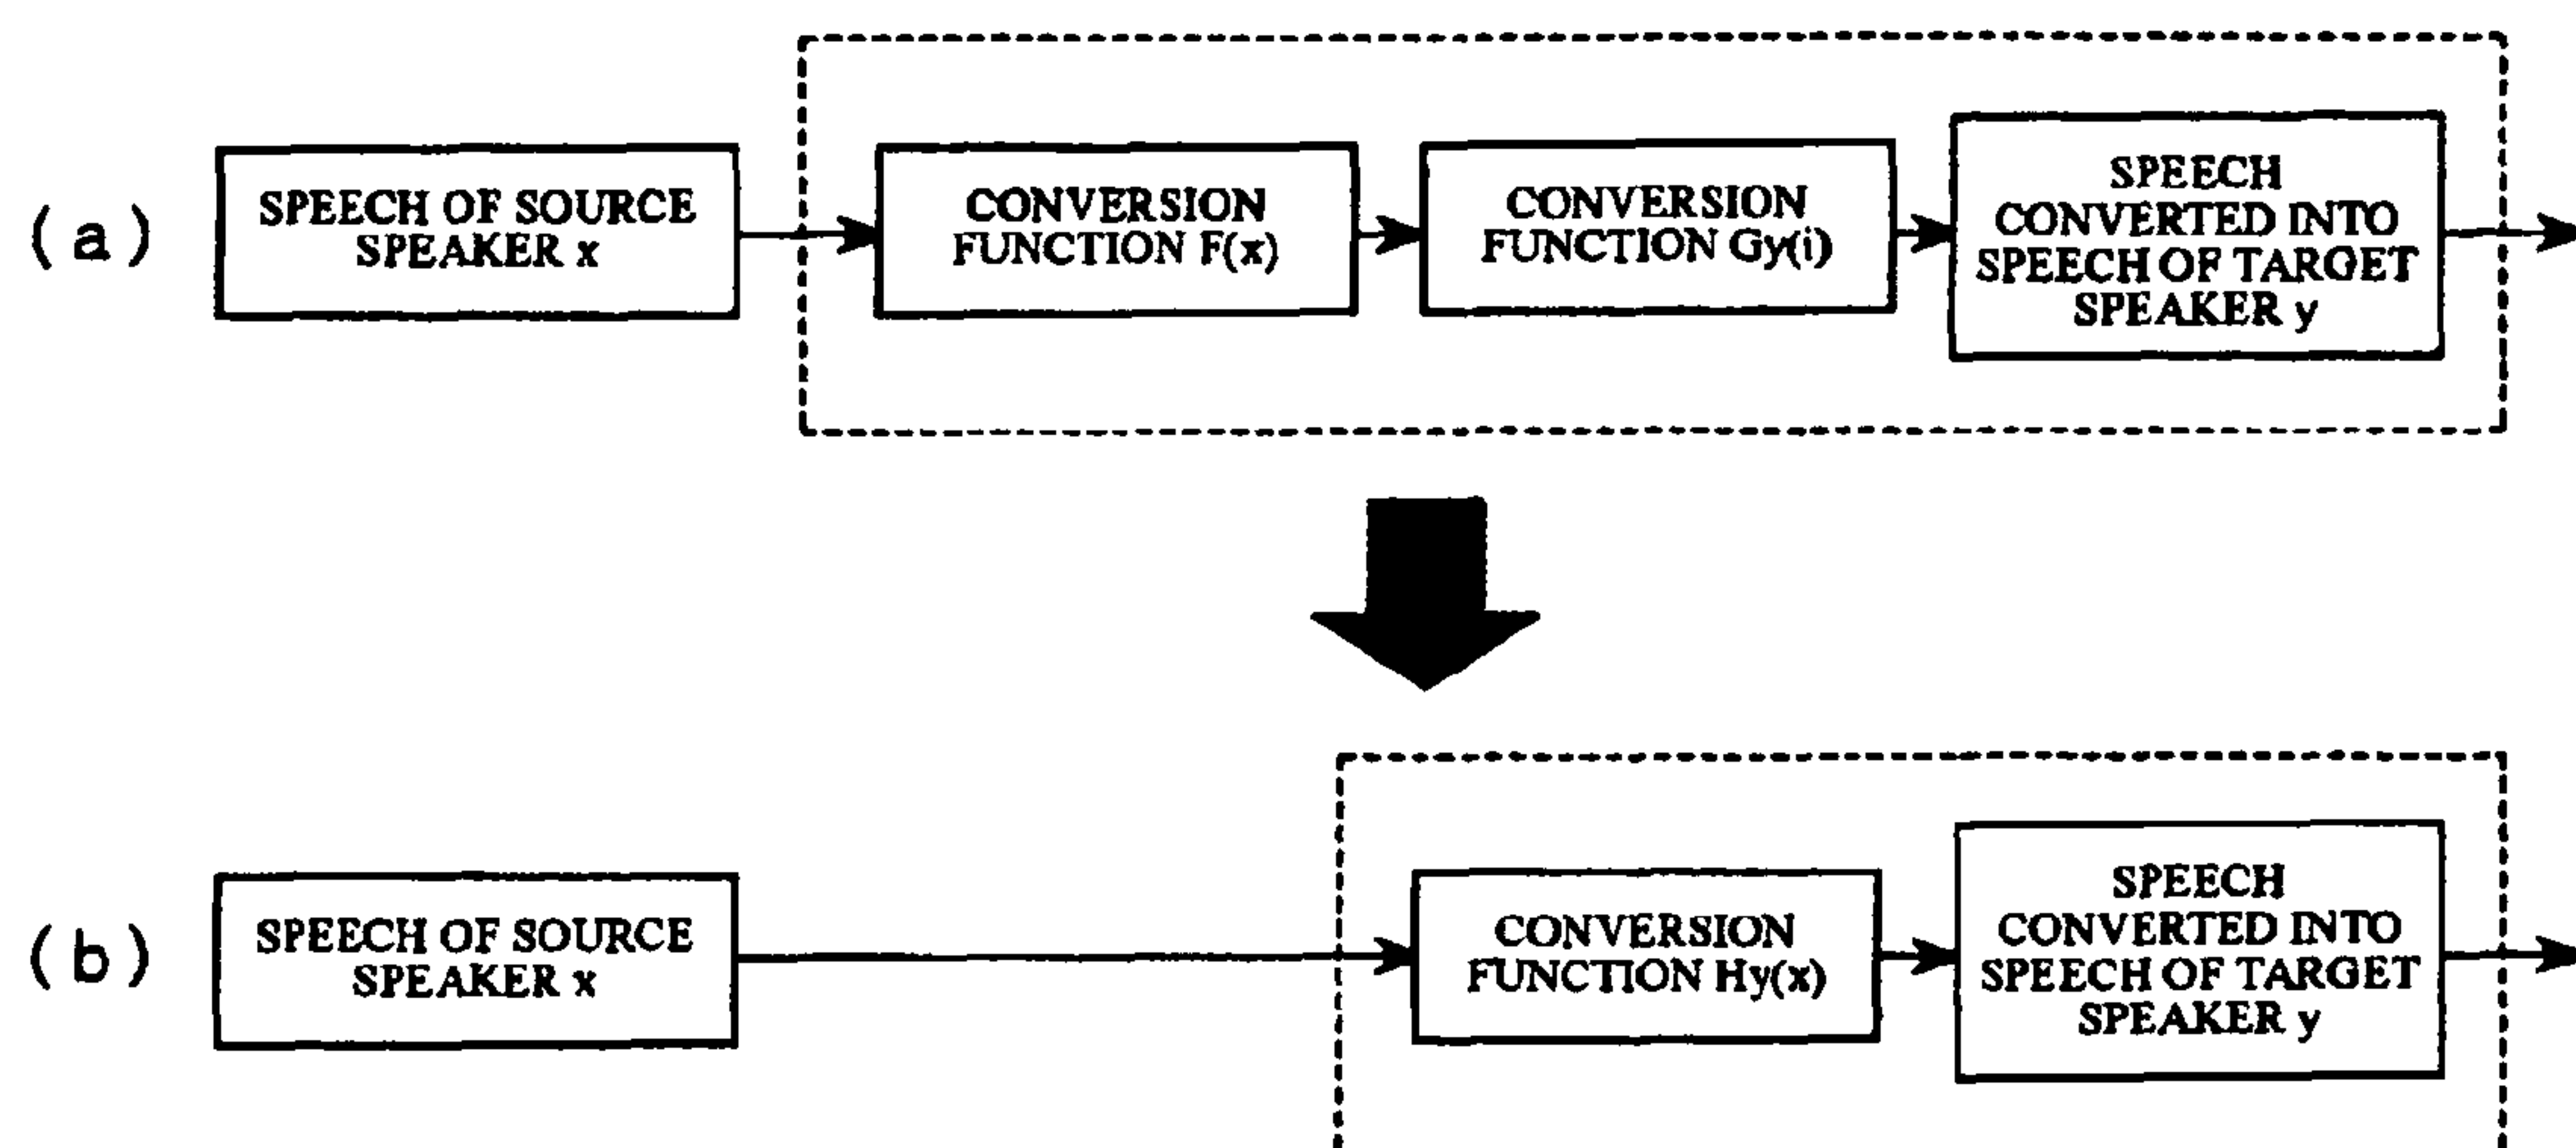 (a)
SPEECH OF SOURCE
SPEAKER x
CONVERSION
FUNCTION F(x)
CONVERSION
FUNCTION Gy(i)
SPEECH
CONVERTED INTO
SPEECH OF TARGET
SPEAKER y
(b)
SPEECH OF SOURCE
SPEAKER x
CONVERSION
FUNCTION Hy(x)
SPEECH
CONVERTED INTO
SPEECH OF TARGET
SPEAKER y